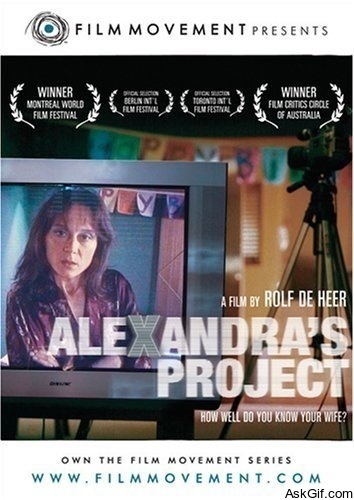 FILM MOVEMENT PRESENTS
WINNER
MONTREAL WORLD
FILM FESTIVAL
OFFICIAL SELECTION
BERLIN INT'L
FILM FESTIVAL
OFFICIAL SELECTION
TORONTO INT'L
FILM FESTIVAL
WINNER
FILM CRITICS CIRCLE
OF AUSTRALIA
A FILM BY ROLF DE HEER
ALEXANDRA'S
PROJECT
HOW WELL DO YOU KNOW YOUR WIFE?
OWN THE FILM MOVEMENT SERIES
WWW.FILMMOVEMENT.COM
AskGif.com